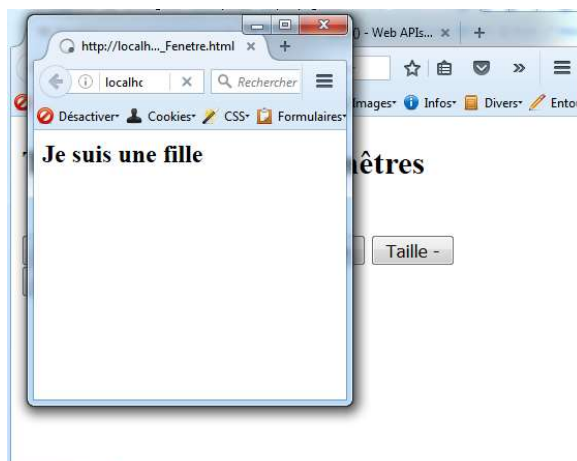 ) - Web APIs... × +
http://localh..._Fenetre.html × +
localhc × Rechercher »
Désactiver Cookies CSS Formulaires
Images Infos Divers Ento
Je suis une fille
nêtres
Taille -